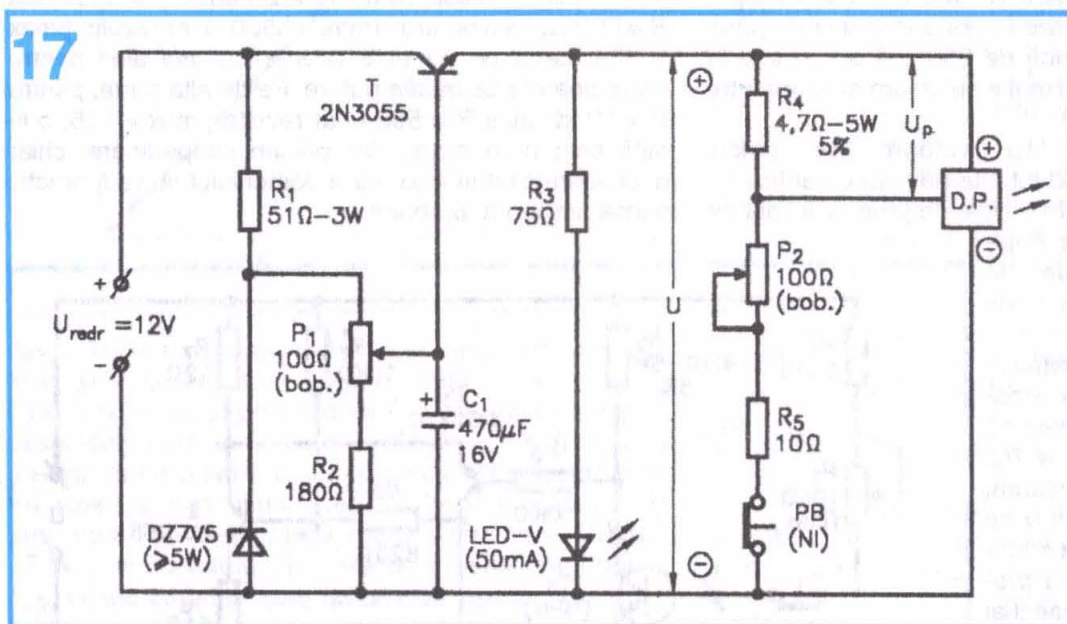 17
T
2N3055
R1
51Ω-3W
R3
75Ω
R4
4,7Ω-5W
5%
Up
+
+
D.P.
−
+
Uredr =12V
−
P1
100Ω
(bob.)
C1
+
470μF
16V
U
P2
100Ω
(bob.)
R2
180Ω
R5
10Ω
DZ7V5
(⩾5W)
LED-V
(50mA)
PB
(NI)
−